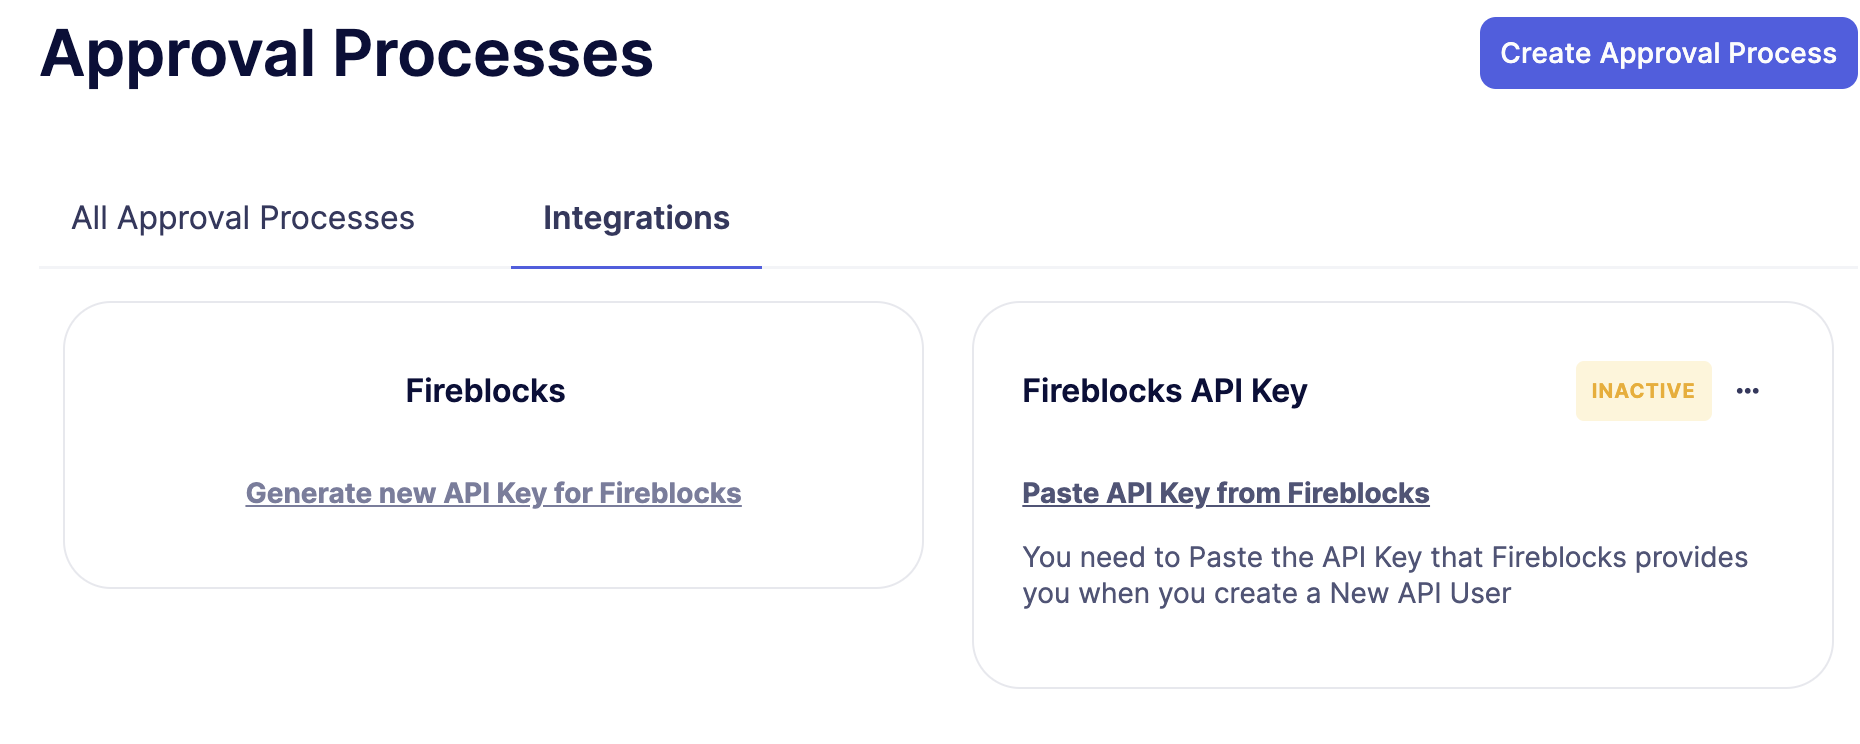 Approval Processes
Create Approval Process
All Approval Processes
Integrations
Fireblocks
Generate new API Key for Fireblocks
Fireblocks API Key
INACTIVE
Paste API Key from Fireblocks
You need to Paste the API Key that Fireblocks provides
you when you create a New API User